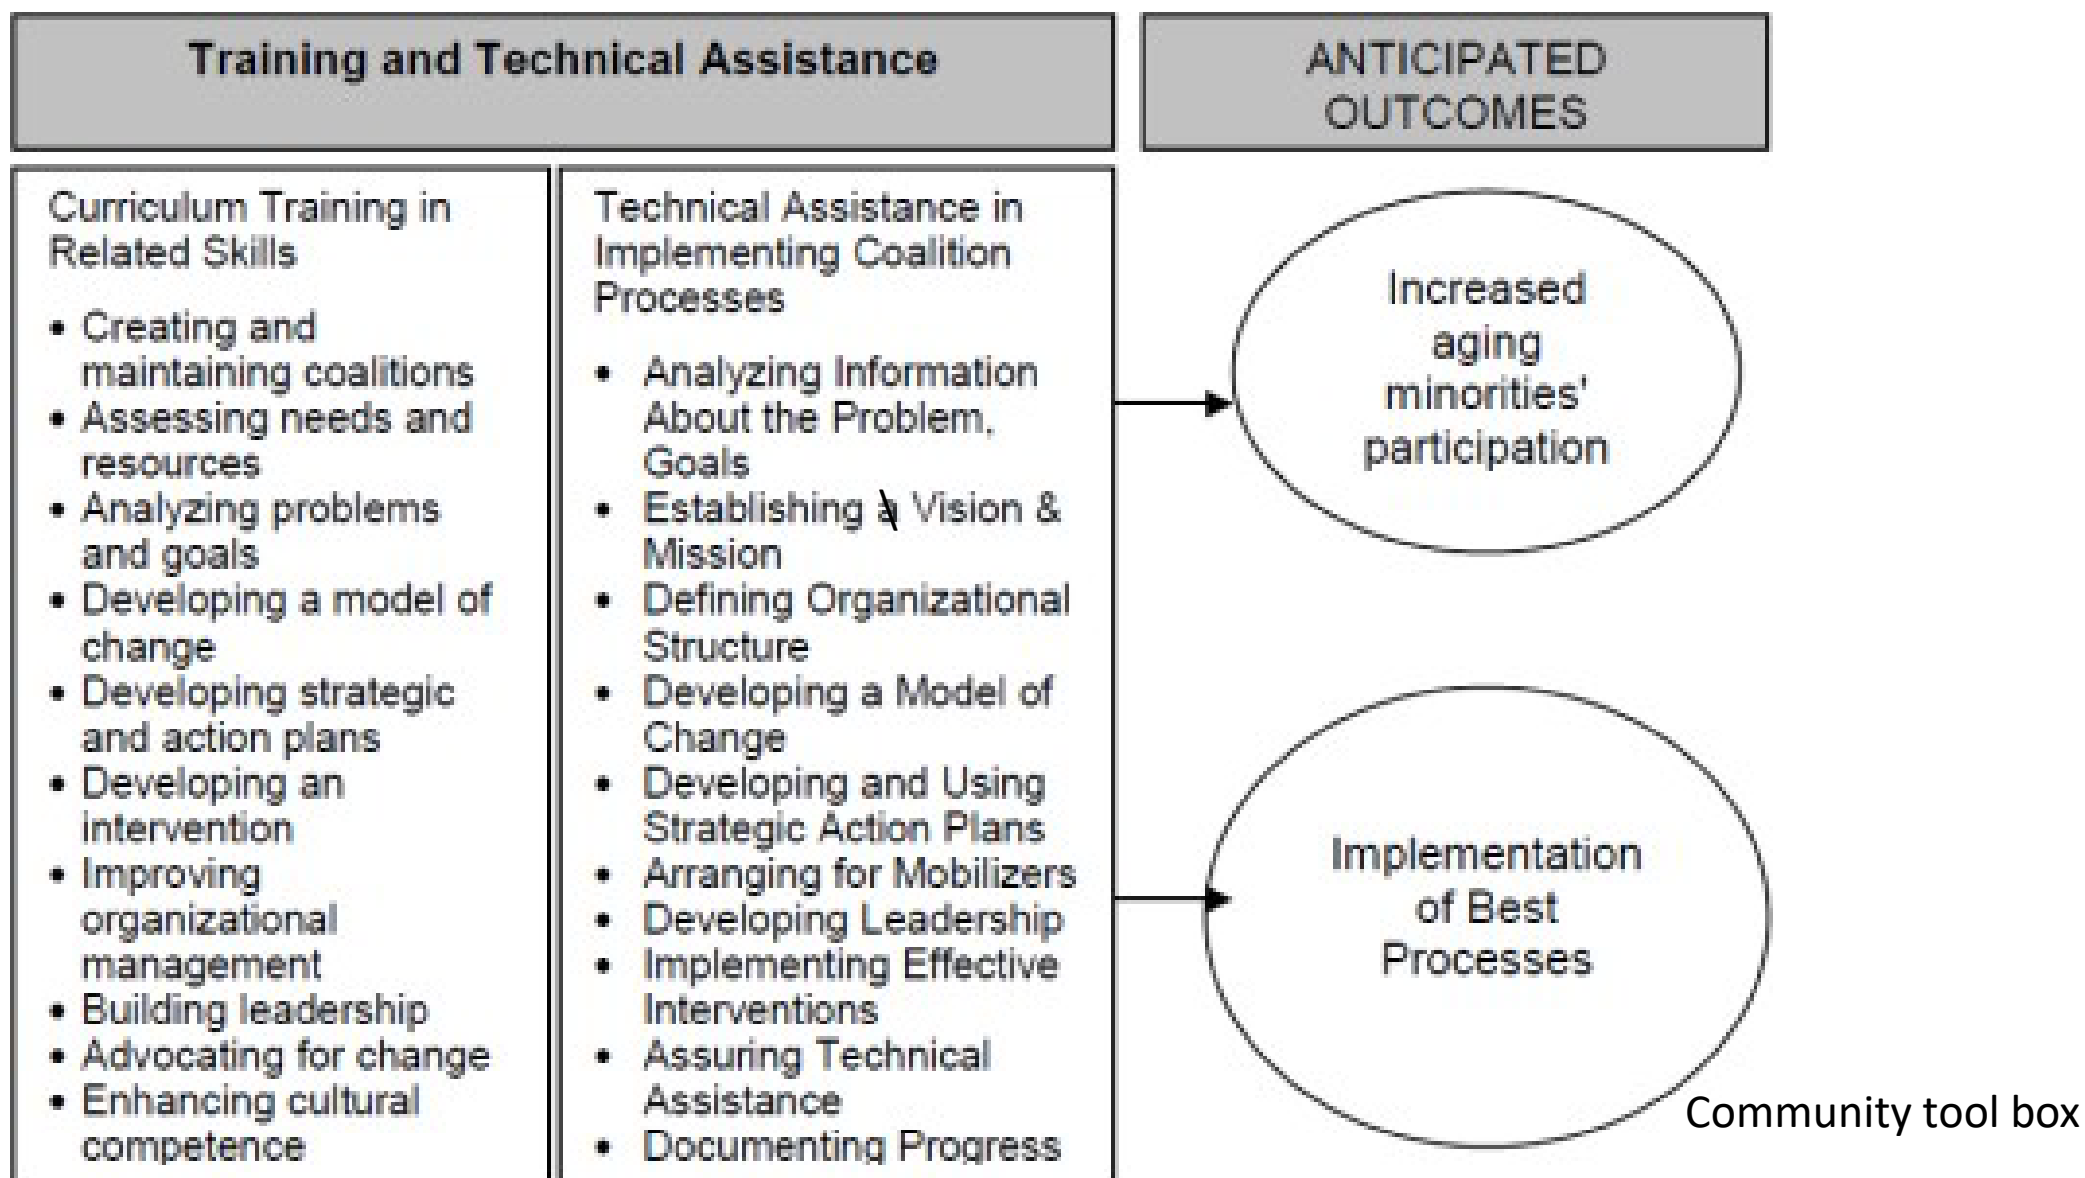 Training and Technical Assistance
ANTICIPATED
OUTCOMES
Curriculum Training in
Related Skills
• Creating and
maintaining coalitions
• Assessing needs and
resources
• Analyzing problems
and goals
• Developing a model of
change
• Developing strategic
and action plans
• Developing an
intervention
• Improving
organizational
management
• Building leadership
• Advocating for change
• Enhancing cultural
competence
Technical Assistance in
Implementing Coalition
Processes
• Analyzing Information
About the Problem,
Goals
• Establishing a Vision &
Mission
• Defining Organizational
Structure
• Developing a Model of
Change
• Developing and Using
Strategic Action Plans
• Arranging for Mobilizers
• Developing Leadership
• Implementing Effective
Interventions
• Assuring Technical
Assistance
• Documenting Progress
Increased
aging
minorities'
participation
Implementation
of Best
Processes
Community tool box